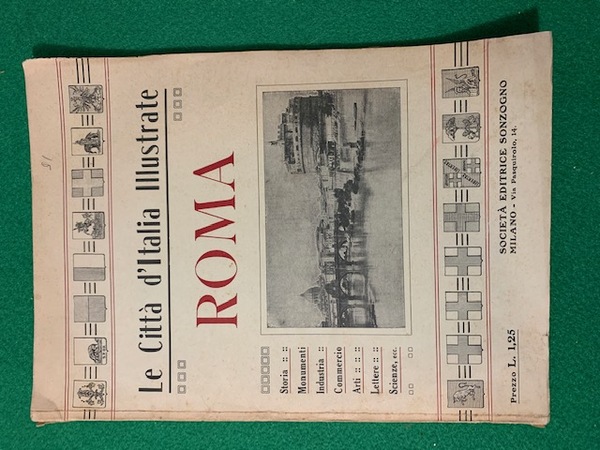 Le Città d'Italia Illustrate
ROMA
Storia :: ::
Monumenti
Industria ::
Commercio
Arti :: :: ::
Lettere :: ::
Scienze, ecc.
SOCIETÀ EDITRICE SONZOGNO
MILANO - Via Pasquirolo, 14.
Prezzo L. 1,25